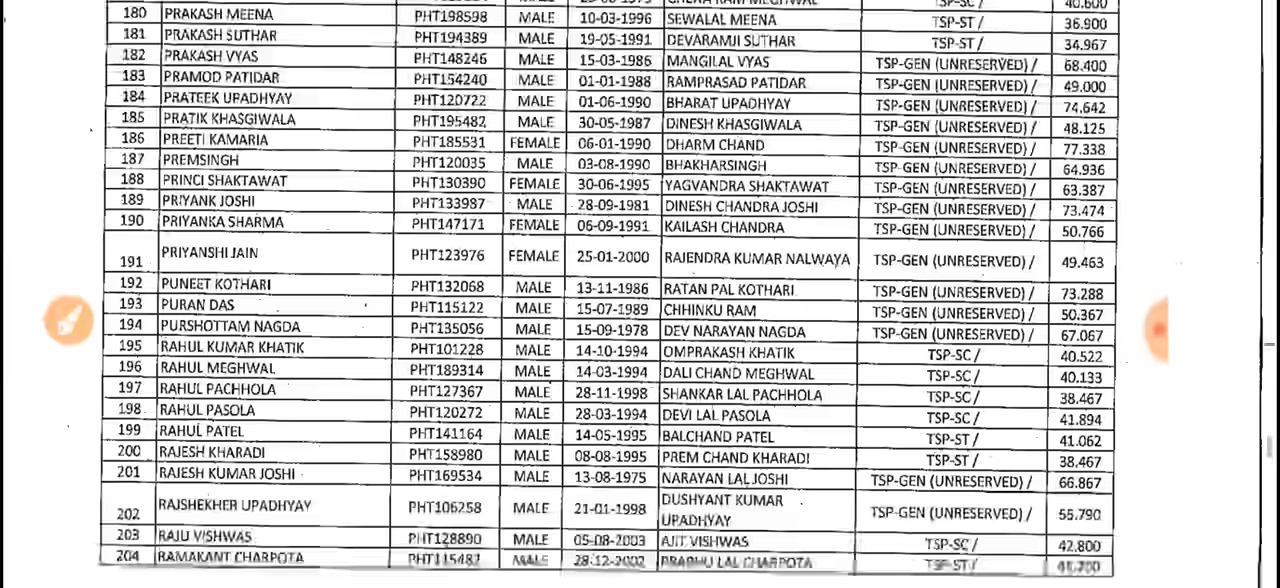 40.600
180 PRAKASH MEENA PHT198598 MALE 10-03-1996 SEWALAL MEENA TSP-ST / 36.900
181 PRAKASH SUTHAR PHT194389 MALE 19-05-1991 DEVARAMJI SUTHAR TSP-ST / 34.967
182 PRAKASH VYAS PHT148246 MALE 15-03-1986 MANGILAL VYAS TSP-GEN (UNRESERVED) / 68.400
183 PRAMOD PATIDAR PHT154240 MALE 01-01-1988 RAMPRASAD PATIDAR TSP-GEN (UNRESERVED) / 49.000
184 PRATEEK UPADHYAY PHT120722 MALE 01-06-1990 BHARAT UPADHYAY TSP-GEN (UNRESERVED) / 74.642
185 PRATIK KHASGIWALA PHT195482 MALE 30-05-1987 DINESH KHASGIWALA TSP-GEN (UNRESERVED) / 48.125
186 PREETI KAMARIA PHT185531 FEMALE 06-01-1990 DHARM CHAND TSP-GEN (UNRESERVED) / 77.338
187 PREMSINGH PHT120035 MALE 03-08-1990 BHAKHARSINGH TSP-GEN (UNRESERVED) / 64.936
188 PRINCI SHAKTAWAT PHT130390 FEMALE 30-06-1995 YAGVANDRA SHAKTAWAT TSP-GEN (UNRESERVED) / 63.387
189 PRIYANK JOSHI PHT133987 MALE 28-09-1981 DINESH CHANDRA JOSHI TSP-GEN (UNRESERVED) / 73.474
190 PRIYANKA SHARMA PHT147171 FEMALE 06-09-1991 KAILASH CHANDRA TSP-GEN (UNRESERVED) / 50.766
191 PRIYANSHI JAIN PHT123976 FEMALE 25-01-2000 RAJENDRA KUMAR NALWAYA TSP-GEN (UNRESERVED) / 49.463
192 PUNEET KOTHARI PHT132068 MALE 13-11-1986 RATAN PAL KOTHARI TSP-GEN (UNRESERVED) / 73.288
193 PURAN DAS PHT115122 MALE 15-07-1989 CHHINKU RAM TSP-GEN (UNRESERVED) / 50.367
194 PURSHOTTAM NAGDA PHT135056 MALE 15-09-1978 DEV NARAYAN NAGDA TSP-GEN (UNRESERVED) / 67.067
195 RAHUL KUMAR KHATIK PHT101228 MALE 14-10-1994 OMPRAKASH KHATIK TSP-SC / 40.522
196 RAHUL MEGHWAL PHT189314 MALE 14-03-1994 DALI CHAND MEGHWAL TSP-SC / 40.133
197 RAHUL PACHHOLA PHT127367 MALE 28-11-1998 SHANKAR LAL PACHHOLA TSP-SC / 38.467
198 RAHUL PASOLA PHT120272 MALE 28-03-1994 DEVI LAL PASOLA TSP-SC / 41.894
199 RAHUL PATEL PHT141164 MALE 14-05-1995 BALCHAND PATEL TSP-ST / 41.062
200 RAJESH KHARADI PHT158980 MALE 08-08-1995 PREM CHAND KHARADI TSP-ST / 38.467
201 RAJESH KUMAR JOSHI PHT169534 MALE 13-08-1975 NARAYAN LAL JOSHI TSP-GEN (UNRESERVED) / 66.867
202 RAJSHEKHER UPADHYAY PHT106258 MALE 21-01-1998 DUSHYANT KUMAR UPADHYAY TSP-GEN (UNRESERVED) / 55.790
203 RAJU VISHWAS PHT128890 MALE 05-08-2003 AJIT VISHWAS TSP-SC / 42.800
204 RAMAKANT CHARPOTA PHT115487 MALE 28-12-2002 PRABHU LAL CHARPOTA TSP-ST /